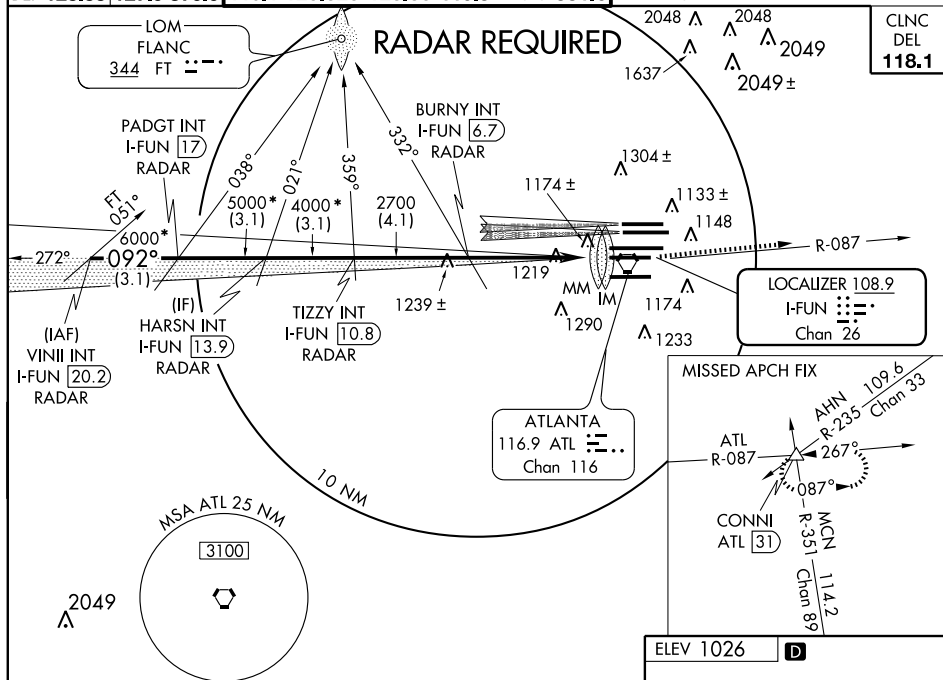 LOM
FLANC
344 FT
RADAR REQUIRED
2048
2048
2049
1637
2049 ±
CLNC
DEL
118.1
PADGT INT
I-FUN 17
RADAR
BURNY INT
I-FUN 6.7
RADAR
038°
021°
359°
332°
1304 ±
1174 ±
1133 ±
1148
FT
051°
6000*
5000*
(3.1)
4000*
(3.1)
2700
(4.1)
272°
092°
(3.1)
R-087
1219
1239 ±
MM
IM
1290
1174
1233
LOCALIZER 108.9
I-FUN
Chan 26
(IAF)
VINII INT
I-FUN 20.2
RADAR
(IF)
HARSN INT
I-FUN 13.9
RADAR
TIZZY INT
I-FUN 10.8
RADAR
ATLANTA
116.9 ATL
Chan 116
10 NM
MISSED APCH FIX
AHN 109.6
R-235 Chan 33
ATL
R-087
267°
087°
CONNI
ATL 31
MCN 114.2
R-351 Chan 89
MSA ATL 25 NM
3100
2049
ELEV 1026
D